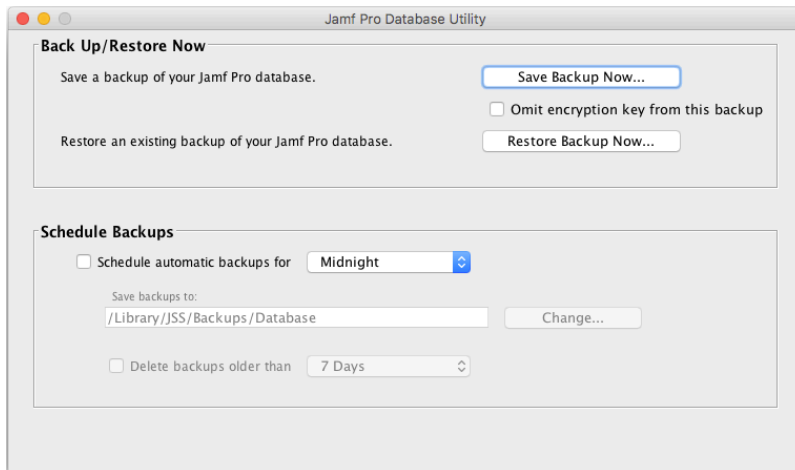 Jamf Pro Database Utility
Back Up/Restore Now
Save a backup of your Jamf Pro database.
Save Backup Now...
Omit encryption key from this backup
Restore an existing backup of your Jamf Pro database.
Restore Backup Now...
Schedule Backups
Schedule automatic backups for
Midnight
Save backups to:
/Library/JSS/Backups/Database
Change...
Delete backups older than
7 Days